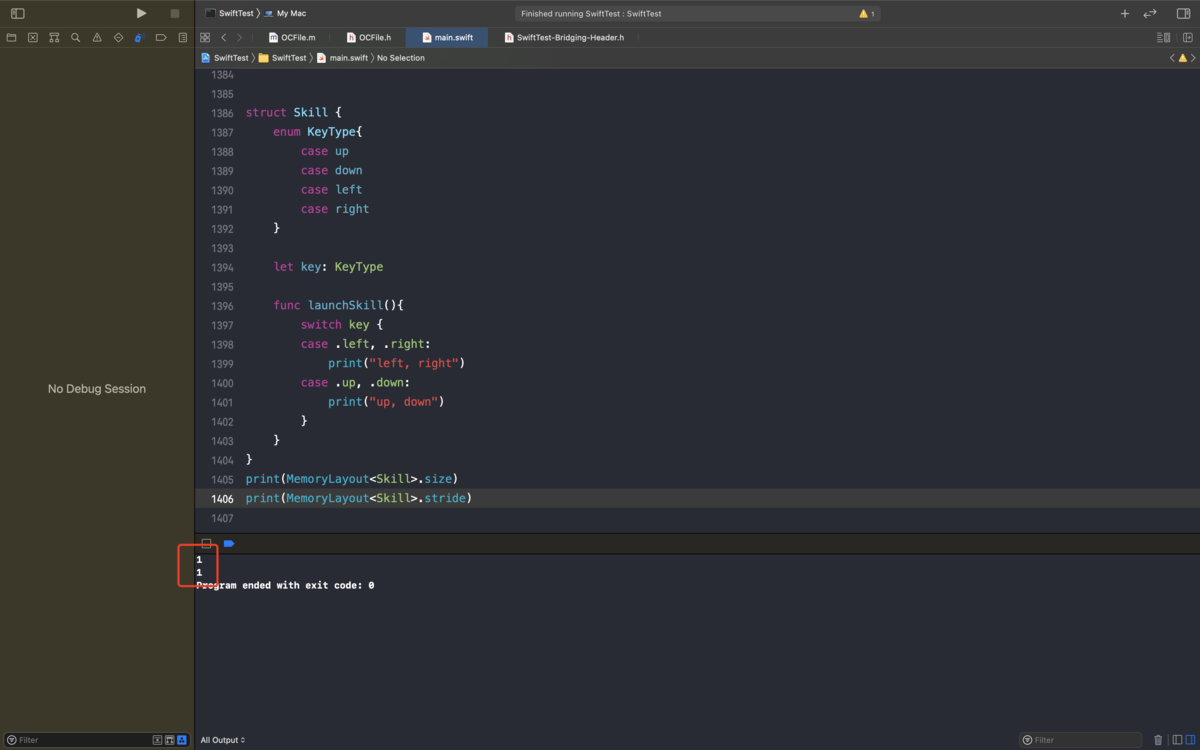 SwiftTest 〉 My Mac
Finished running SwiftTest : SwiftTest
1
OCFile.m
OCFile.h
main.swift
SwiftTest-Bridging-Header.h
SwiftTest 〉 SwiftTest 〉 main.swift 〉 No Selection
1384
1385
1386 struct Skill {
1387     enum KeyType{
1388         case up
1389         case down
1390         case left
1391         case right
1392     }
1393
1394     let key: KeyType
1395
1396     func launchSkill(){
1397         switch key {
1398         case .left, .right:
1399             print("left, right")
1400         case .up, .down:
1401             print("up, down")
1402         }
1403     }
1404 }
1405 print(MemoryLayout<Skill>.size)
1406 print(MemoryLayout<Skill>.stride)
1407
No Debug Session
1
1
Program ended with exit code: 0
Filter
All Output
Filter